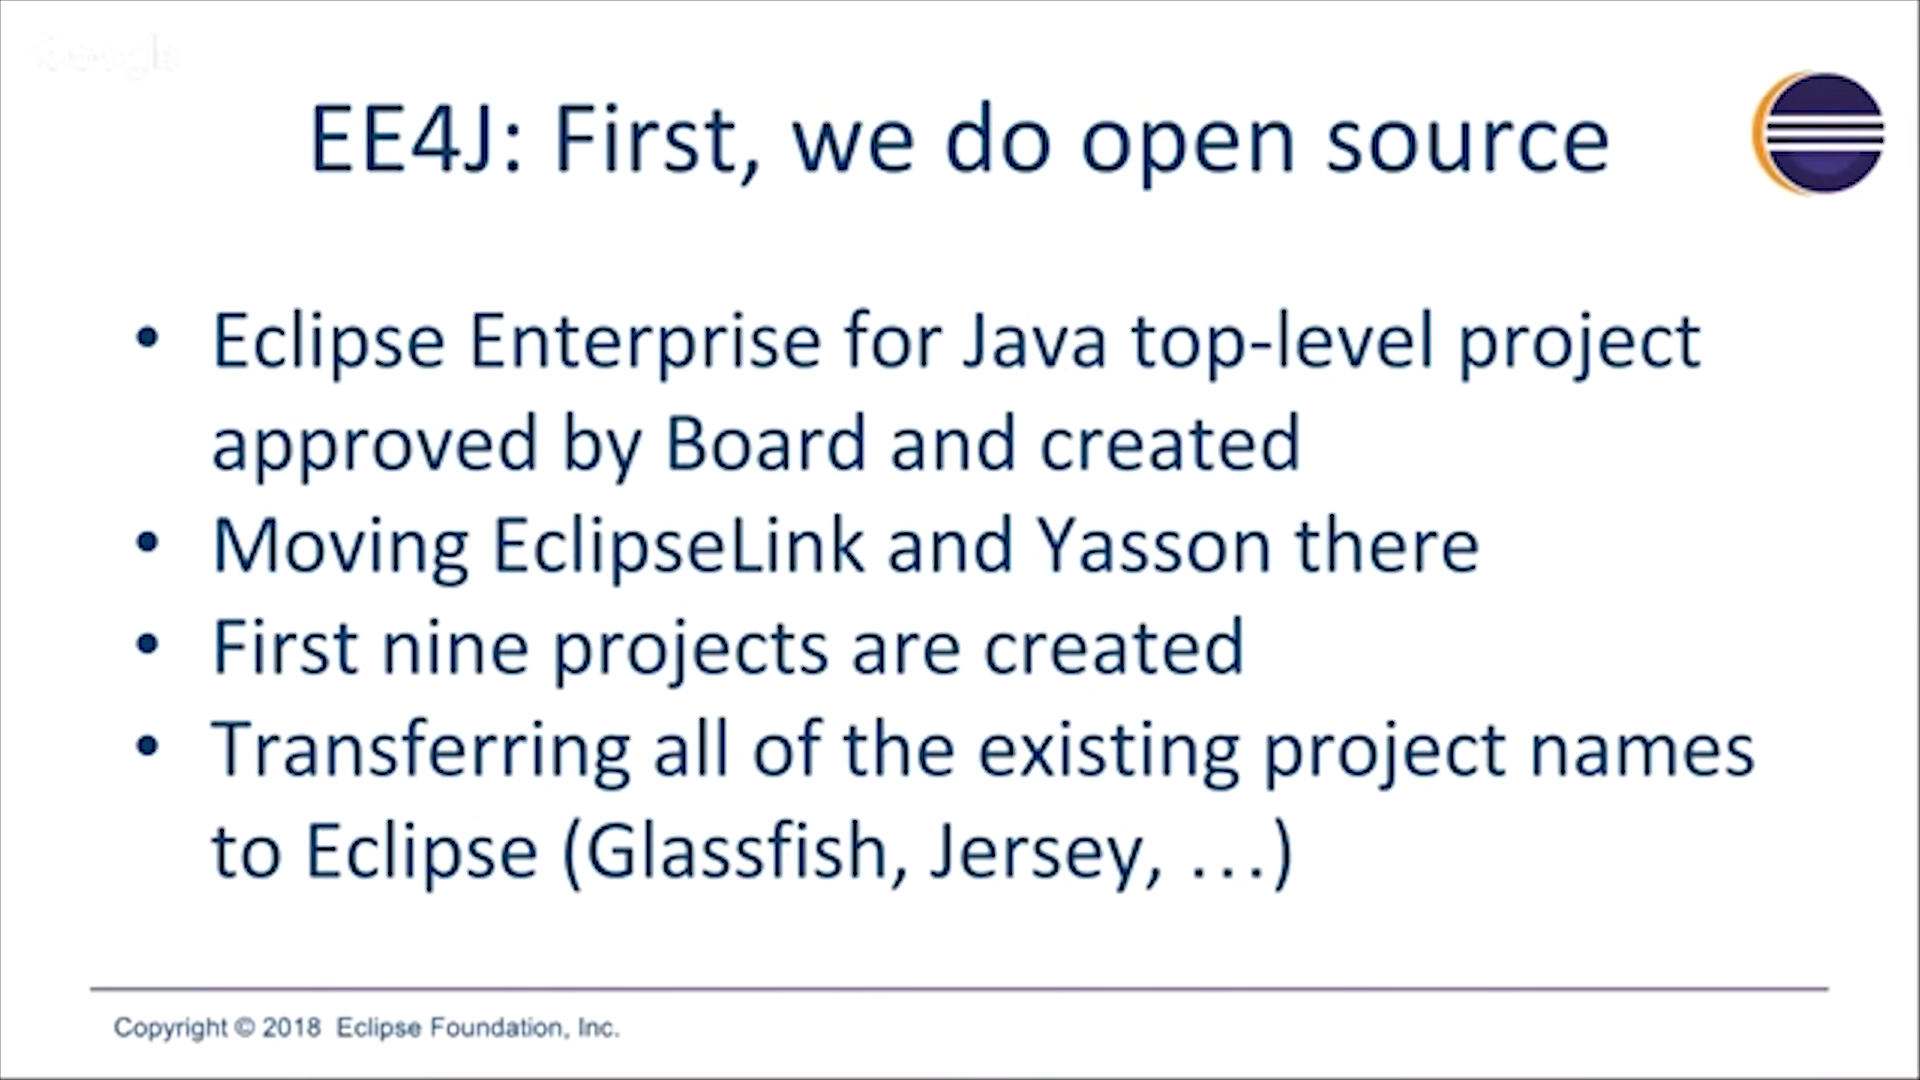 EE4J: First, we do open source
• Eclipse Enterprise for Java top-level project
approved by Board and created
• Moving EclipseLink and Yasson there
• First nine projects are created
• Transferring all of the existing project names
to Eclipse (Glassfish, Jersey, ...)
Copyright © 2018 Eclipse Foundation, Inc.